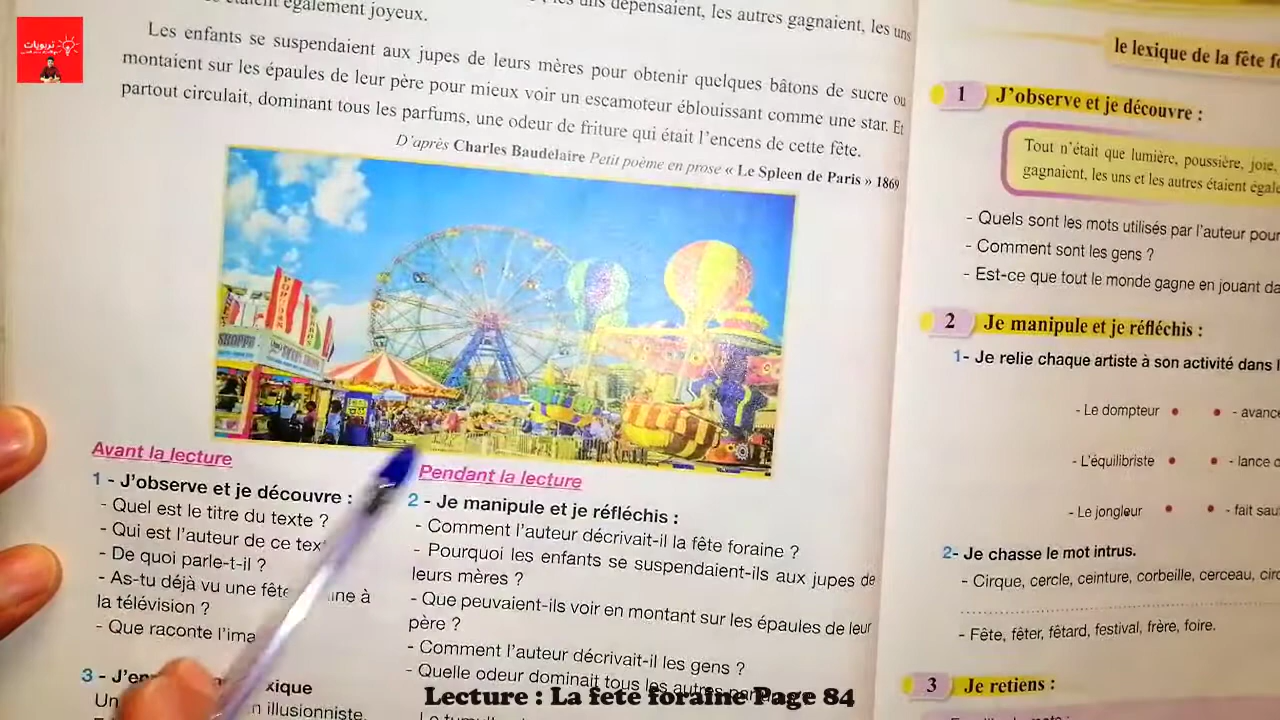 تربويات
étaient également joyeux.
les uns dépensaient, les autres gagnaient, les uns
Les enfants se suspendaient aux jupes de leurs mères pour obtenir quelques bâtons de sucre ou
montaient sur les épaules de leur père pour mieux voir un escamoteur éblouissant comme une star. Et
partout circulait, dominant tous les parfums, une odeur de friture qui était l'encens de cette fête.
D'après Charles Baudelaire Petit poème en prose « Le Spleen de Paris » 1869
POPCORN
Avant la lecture
1 - J'observe et je découvre :
- Quel est le titre du texte ?
- Qui est l'auteur de ce tex
- De quoi parle-t-il ?
- As-tu déjà vu une fête ine à
la télévision ?
- Que raconte l'ima
3 - J'en xique
Un n illusionniste,
Pendant la lecture
2 - Je manipule et je réfléchis :
- Comment l'auteur décrivait-il la fête foraine ?
- Pourquoi les enfants se suspendaient-ils aux jupes de
leurs mères ?
- Que peuvaient-ils voir en montant sur les épaules de leur
père ?
- Comment l'auteur décrivait-il les gens ?
- Quelle odeur dominait tous les autres
Lecture : La fete foraine Page 84
le lexique de la fête fo
1 J'observe et je découvre :
Tout n'était que lumière, poussière, joie,
gagnaient, les uns et les autres étaient égale
- Quels sont les mots utilisés par l'auteur pour
- Comment sont les gens ?
- Est-ce que tout le monde gagne en jouant da
2 Je manipule et je réfléchis :
1- Je relie chaque artiste à son activité dans l
- Le dompteur • • - avanc
- L'équilibriste • • - lance d
- Le jongleur • • - fait sau
2- Je chasse le mot intrus.
- Cirque, cercle, ceinture, corbeille, cerceau, circ
- Fête, fêter, fêtard, festival, frère, foire.
3 Je retiens :